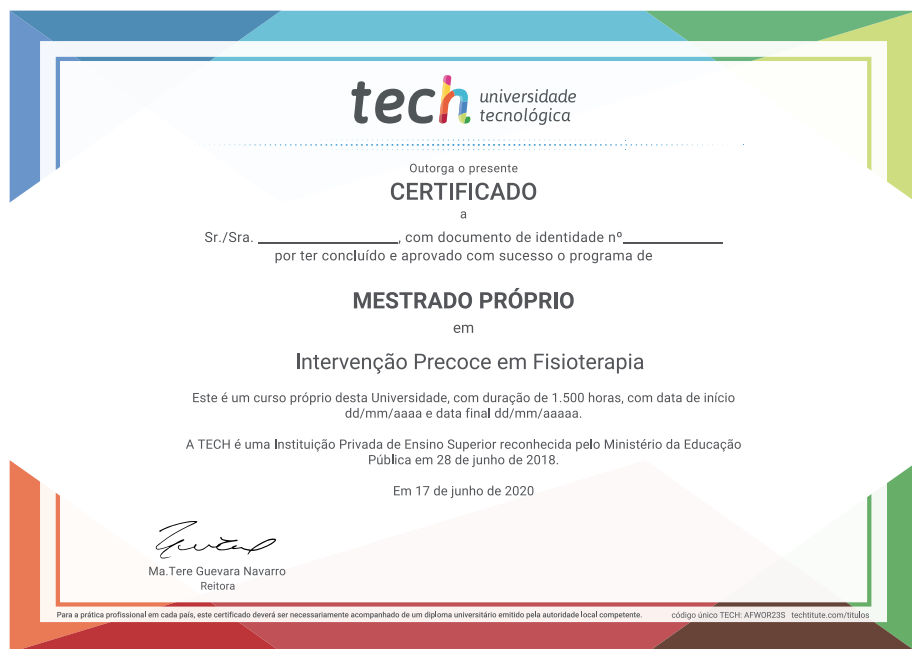 tech universidade
tecnológica
Outorga o presente
CERTIFICADO
a
Sr./Sra. ____________, com documento de identidade nº____________
por ter concluído e aprovado com sucesso o programa de
MESTRADO PRÓPRIO
em
Intervenção Precoce em Fisioterapia
Este é um curso próprio desta Universidade, com duração de 1.500 horas, com data de início
dd/mm/aaaa e data final dd/mm/aaaaa.
A TECH é uma Instituição Privada de Ensino Superior reconhecida pelo Ministério da Educação
Pública em 28 de junho de 2018.
Em 17 de junho de 2020
Ma.Tere Guevara Navarro
Reitora
Para a prática profissional em cada país, este certificado deverá ser necessariamente acompanhado de um diploma universitário emitido pela autoridade local competente. código único TECH: AFWOR23S techtitute.com/titulos